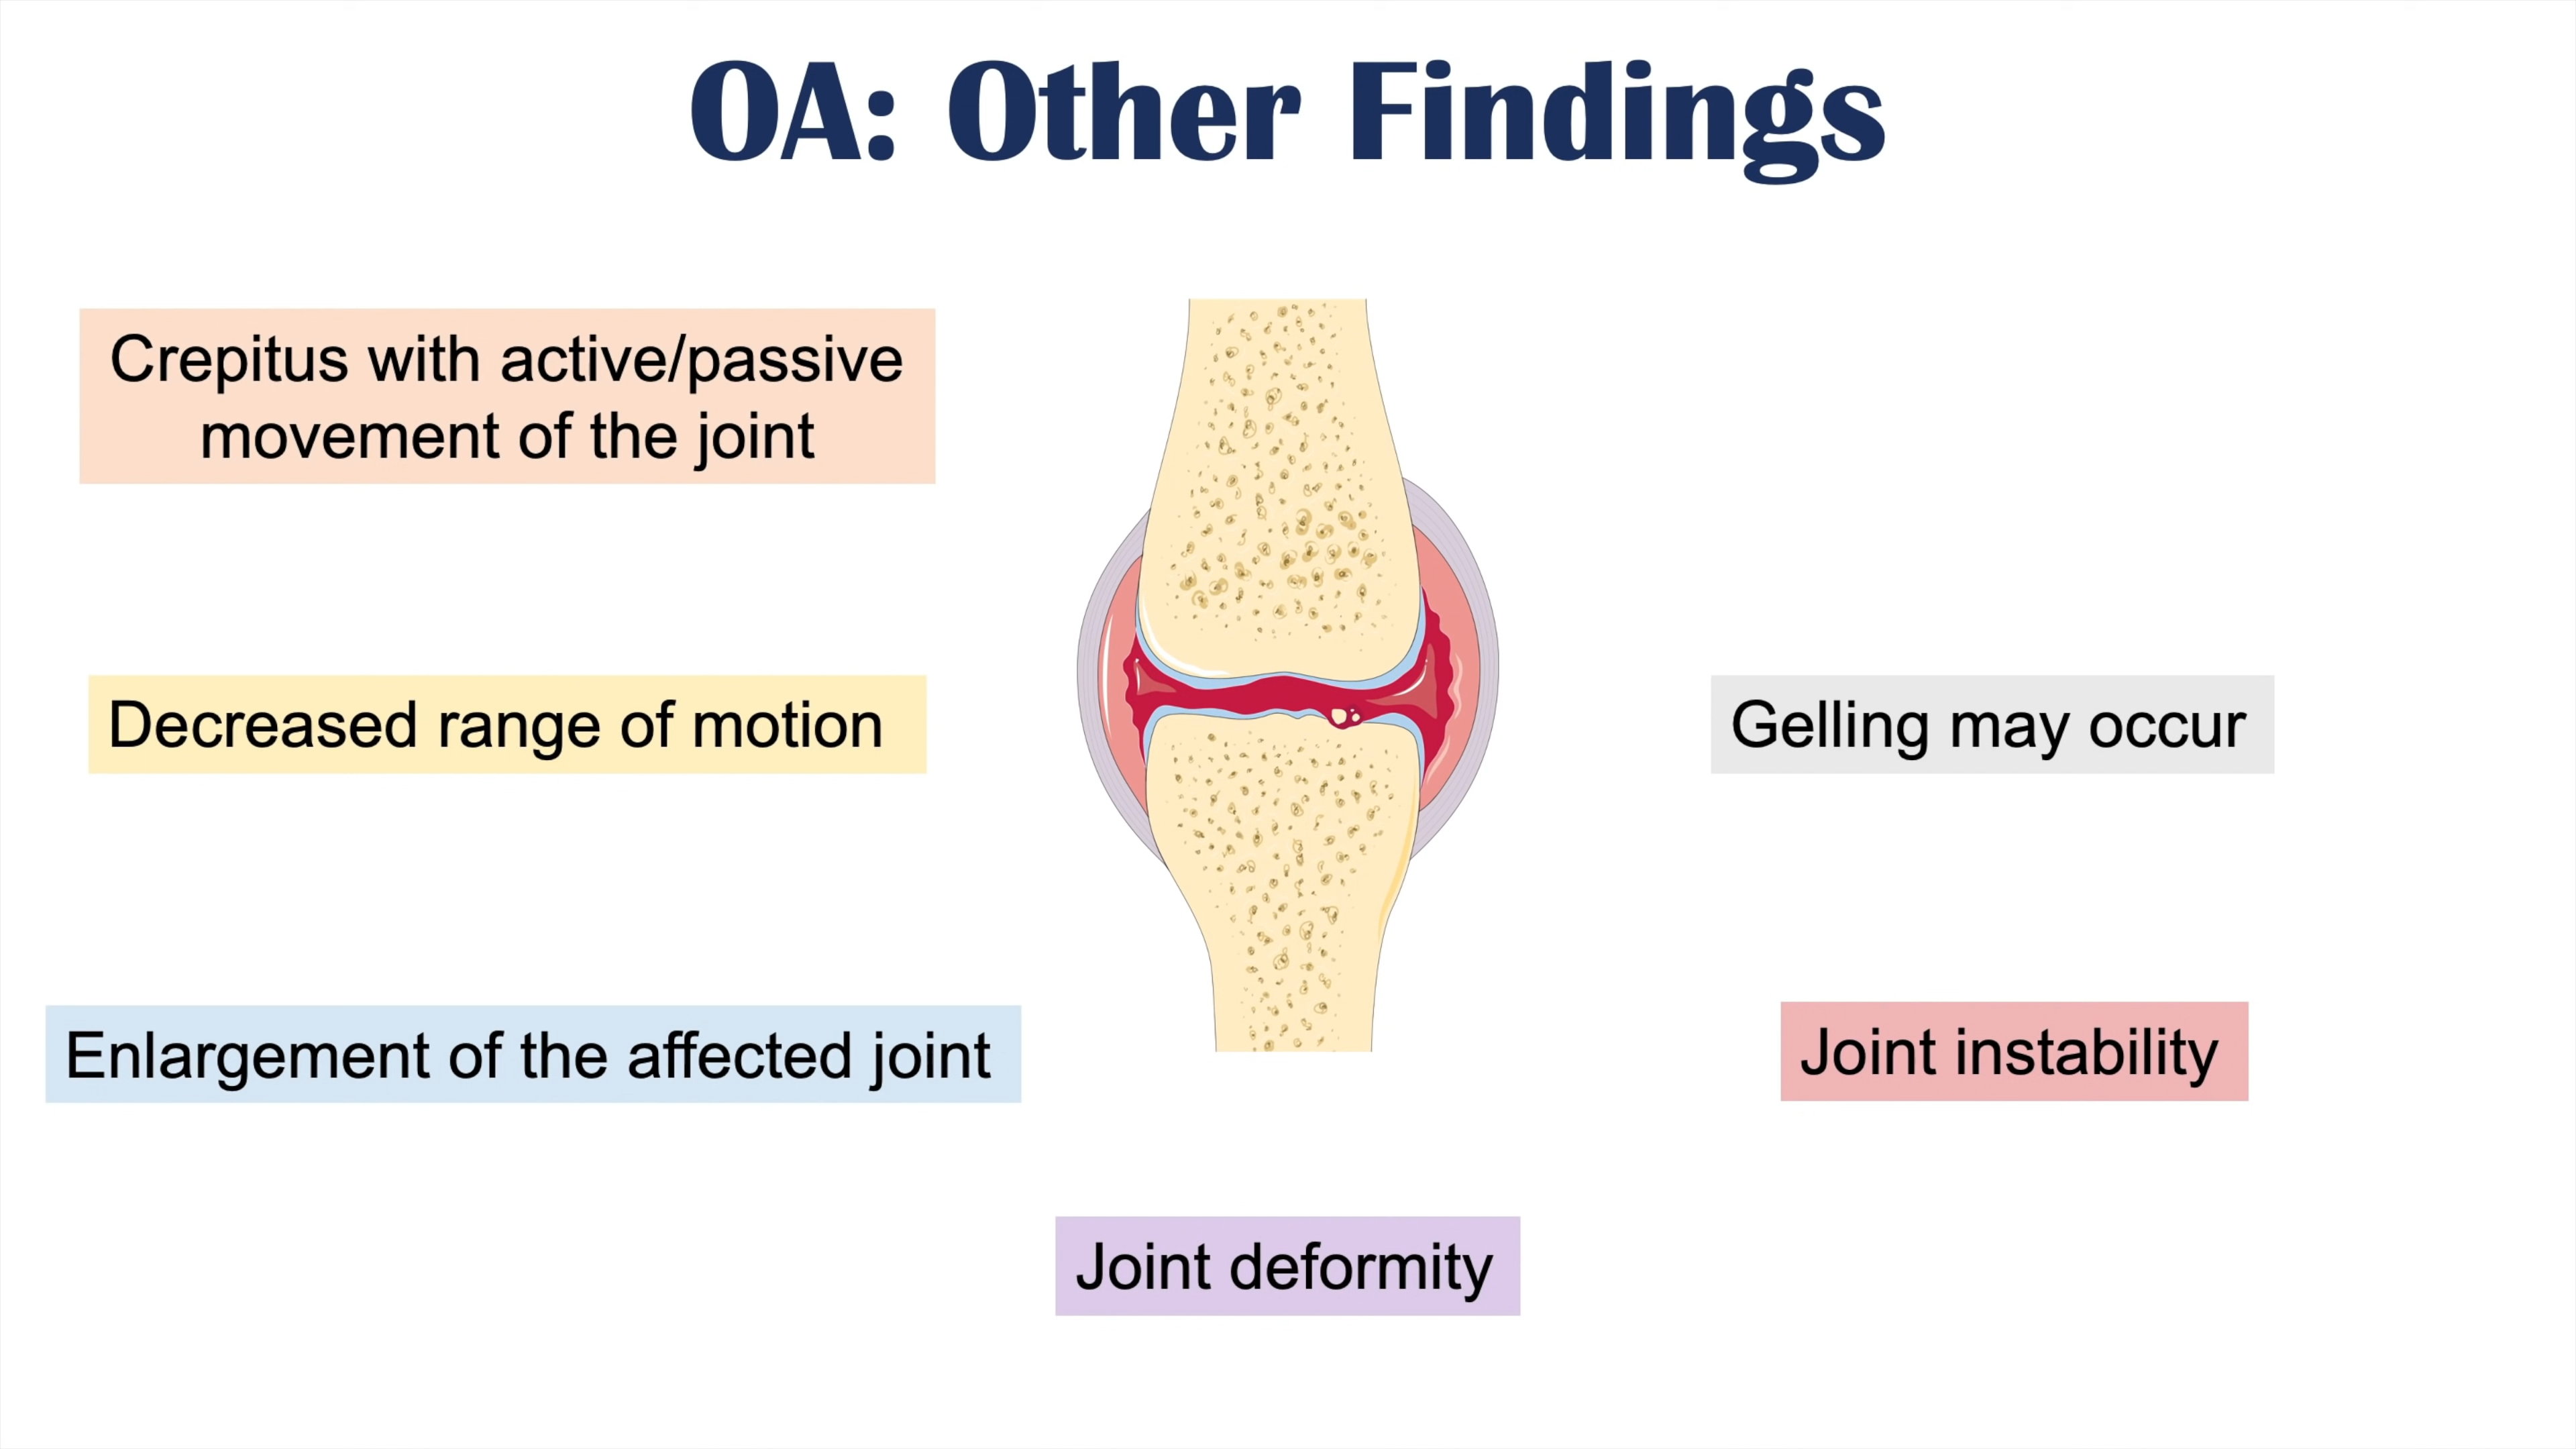 OA: Other Findings
Crepitus with active/passive
movement of the joint
Decreased range of motion
Gelling may occur
Enlargement of the affected joint
Joint instability
Joint deformity